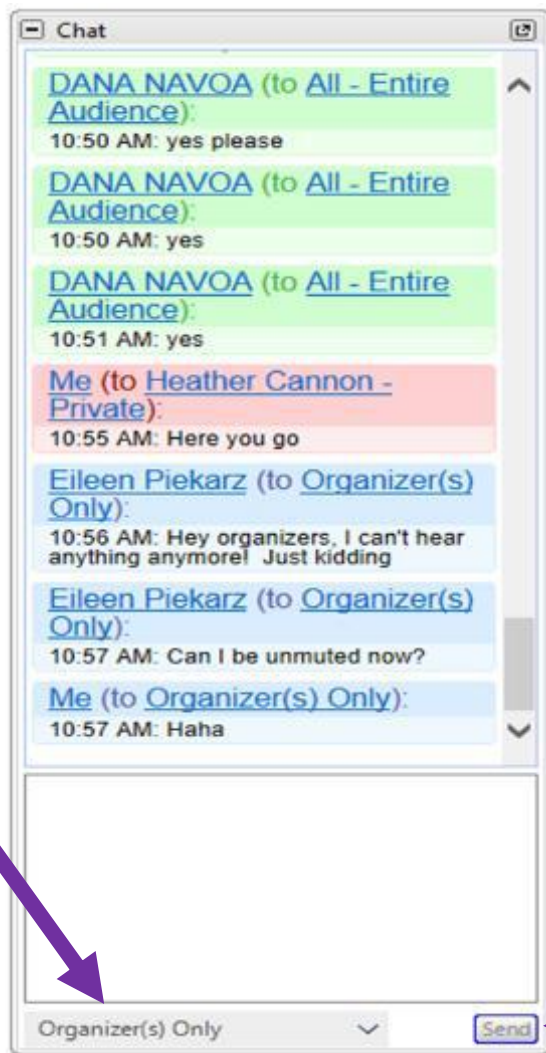 Chat
DANA NAVOA (to All - Entire
Audience):
10:50 AM: yes please
DANA NAVOA (to All - Entire
Audience):
10:50 AM: yes
DANA NAVOA (to All - Entire
Audience):
10:51 AM: yes
Me (to Heather Cannon -
Private):
10:55 AM: Here you go
Eileen Piekarz (to Organizer(s)
Only):
10:56 AM: Hey organizers, I can't hear
anything anymore!  Just kidding
Eileen Piekarz (to Organizer(s)
Only):
10:57 AM: Can I be unmuted now?
Me (to Organizer(s) Only):
10:57 AM: Haha
Organizer(s) Only
Send